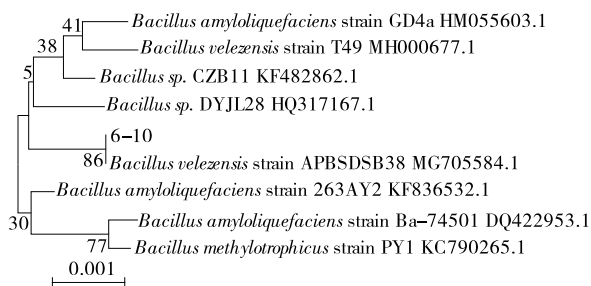 41 Bacillus amyloliquefaciens strain GD4a HM055603.1
38 Bacillus velezensis strain T49 MH000677.1
5 Bacillus sp. CZB11 KF482862.1
Bacillus sp. DYJL28 HQ317167.1
6-10
86 Bacillus velezensis strain APBSDSB38 MG705584.1
Bacillus amyloliquefaciens strain 263AY2 KF836532.1
30 Bacillus amyloliquefaciens strain Ba-74501 DQ422953.1
77 Bacillus methylotrophicus strain PY1 KC790265.1
0.001